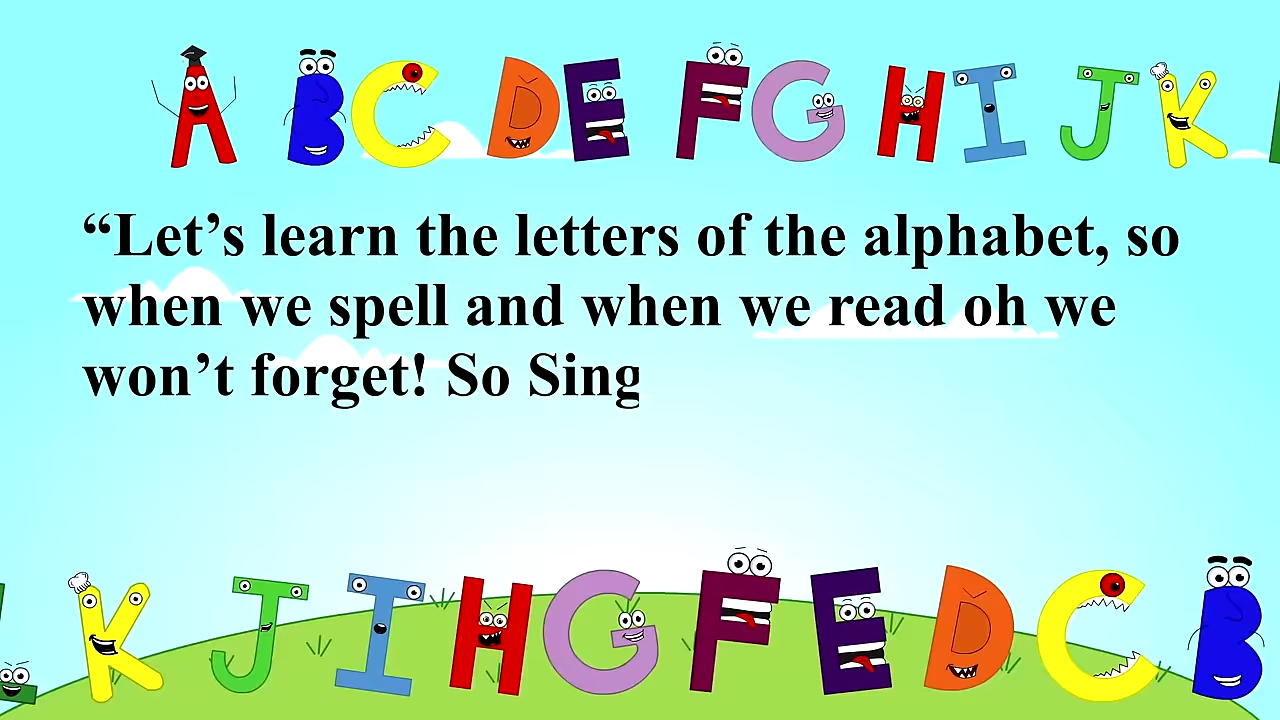 A B C D E F G H I J K
“Let’s learn the letters of the alphabet, so
when we spell and when we read oh we
won’t forget! So Sing
K J I H G F E D C B